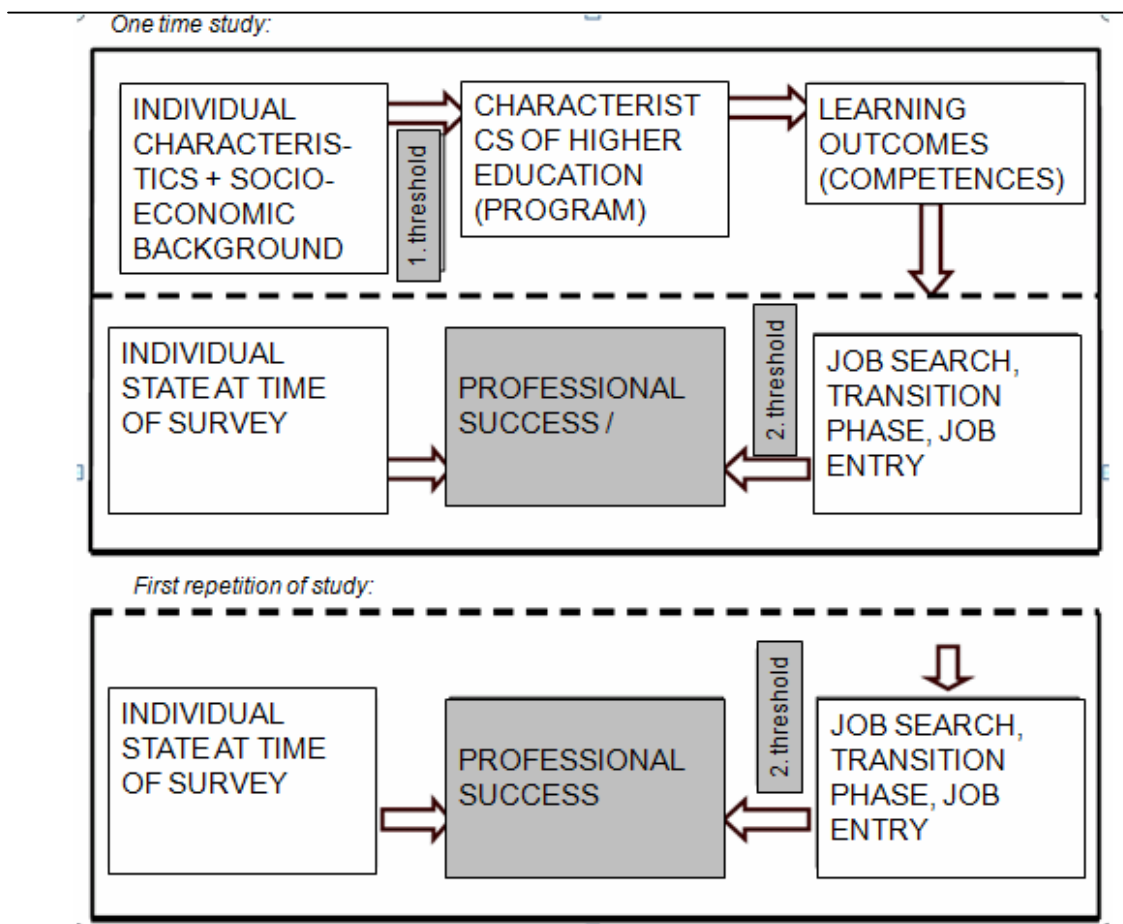 One time study:
INDIVIDUAL
CHARACTERIS-
TICS + SOCIO-
ECONOMIC
BACKGROUND
1. threshold
CHARACTERIST
CS OF HIGHER
EDUCATION
(PROGRAM)
LEARNING
OUTCOMES
(COMPETENCES)
INDIVIDUAL
STATE AT TIME
OF SURVEY
PROFESSIONAL
SUCCESS /
2. threshold
JOB SEARCH,
TRANSITION
PHASE, JOB
ENTRY
First repetition of study:
INDIVIDUAL
STATE AT TIME
OF SURVEY
PROFESSIONAL
SUCCESS
2. threshold
JOB SEARCH,
TRANSITION
PHASE, JOB
ENTRY